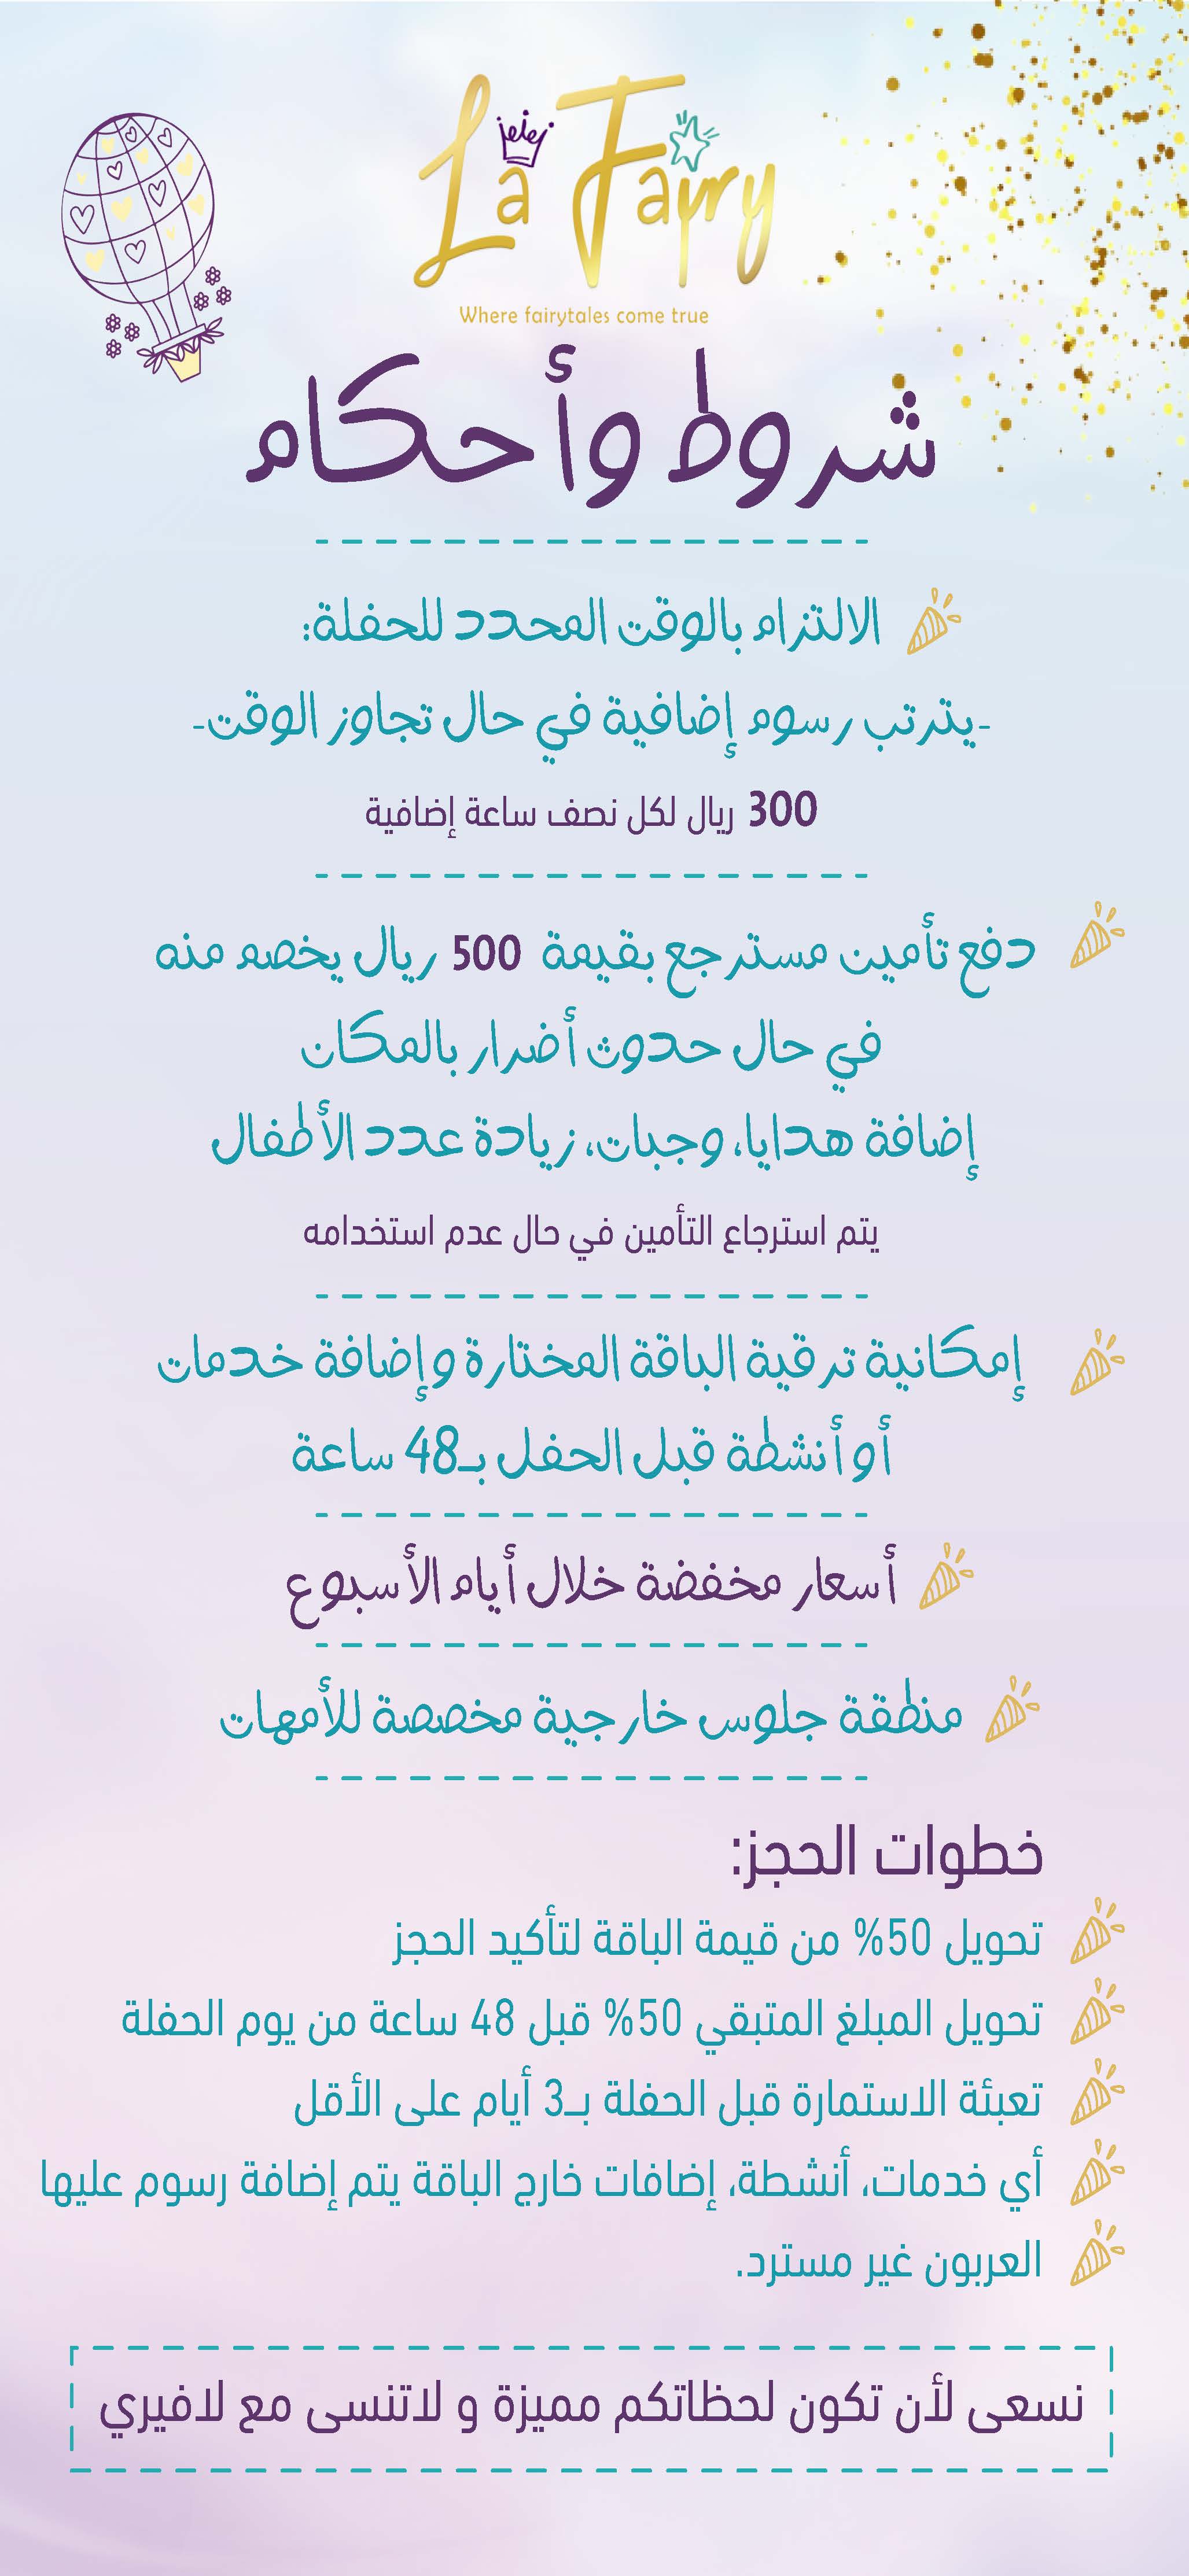 La Fairy
Where fairytales come true
شروط وأحكام
الالتزام بالوقت المحدد للحفلة:
-يترتب رسوم إضافية في حال تجاوز الوقت-
300 ريال لكل نصف ساعة إضافية
دفع تأمين مسترجع بقيمة 500 ريال يخصم منه
في حال حدوث أضرار بالمكان
إضافة هدايا، وجبات، زيادة عدد الأطفال
يتم استرجاع التأمين في حال عدم استخدامه
إمكانية ترقية الباقة المختارة وإضافة خدمات
أو أنشطة قبل الحفل بـ48 ساعة
أسعار مخفضة خلال أيام الأسبوع
منطقة جلوس خارجية مخصصة للأمهات
خطوات الحجز:
تحويل 50% من قيمة الباقة لتأكيد الحجز
تحويل المبلغ المتبقي 50% قبل 48 ساعة من يوم الحفلة
تعبئة الاستمارة قبل الحفلة بـ3 أيام على الأقل
أي خدمات، أنشطة، إضافات خارج الباقة يتم إضافة رسوم عليها
العربون غير مسترد.
نسعى لأن تكون لحظاتكم مميزة و لاتنسى مع لافيري